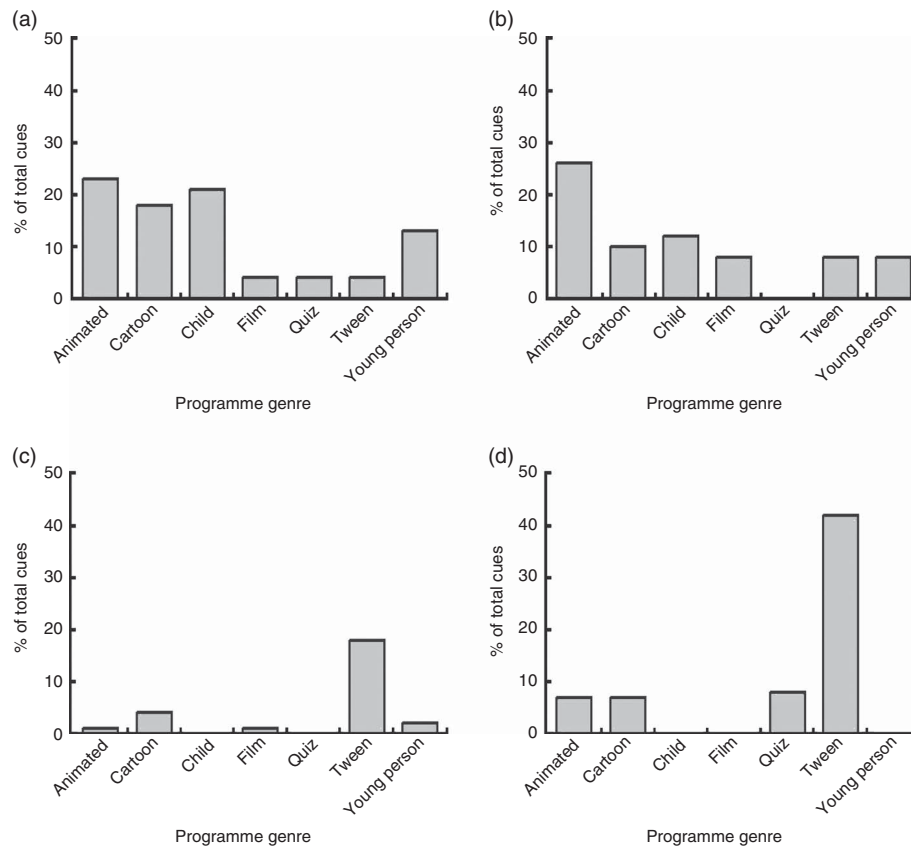 (a)
50
40
30
20
10
0
% of total cues
Animated
Cartoon
Child
Film
Quiz
Tween
Young person
Programme genre
(b)
50
40
30
20
10
0
% of total cues
Animated
Cartoon
Child
Film
Quiz
Tween
Young person
Programme genre
(c)
50
40
30
20
10
0
% of total cues
Animated
Cartoon
Child
Film
Quiz
Tween
Young person
Programme genre
(d)
50
40
30
20
10
0
% of total cues
Animated
Cartoon
Child
Film
Quiz
Tween
Young person
Programme genre